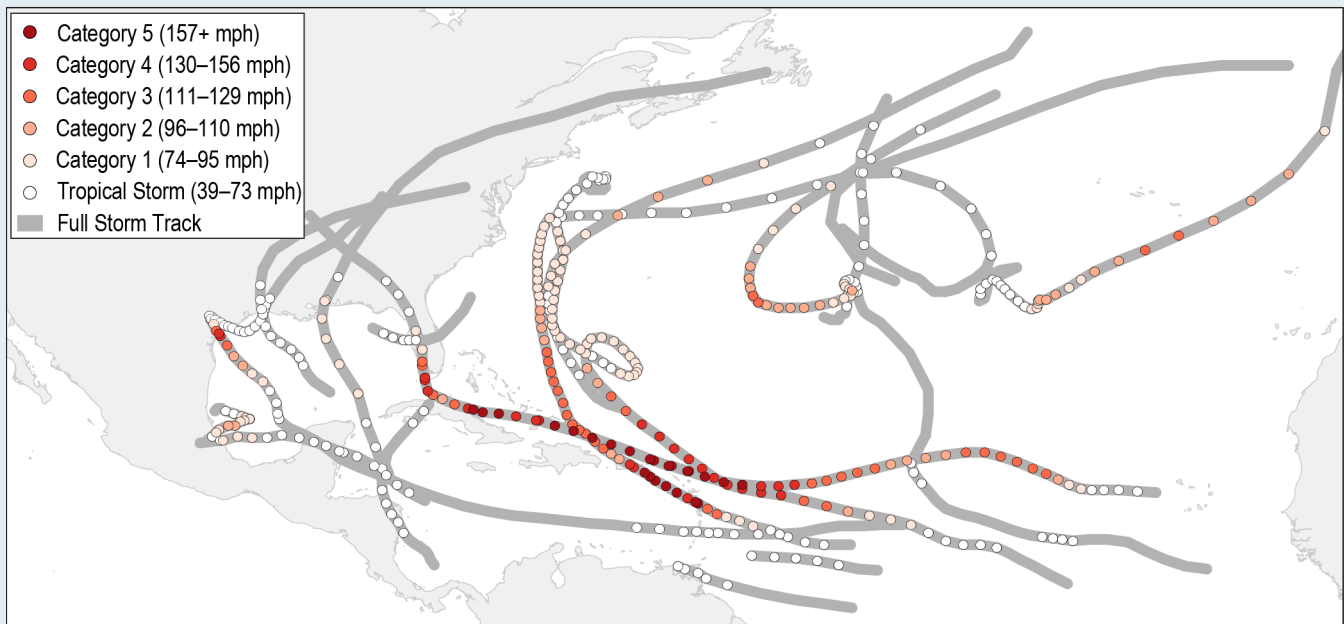 Category 5 (157+ mph)
Category 4 (130–156 mph)
Category 3 (111–129 mph)
Category 2 (96–110 mph)
Category 1 (74–95 mph)
Tropical Storm (39–73 mph)
Full Storm Track